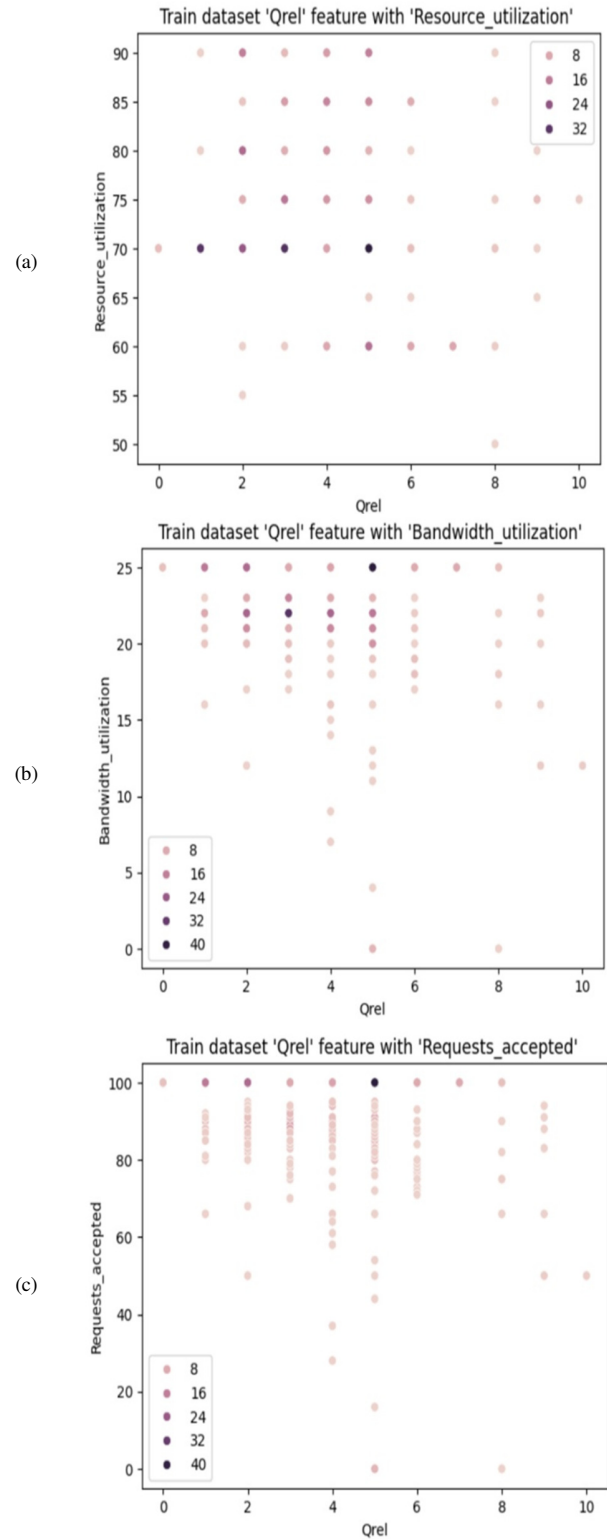 Train dataset 'Qrel' feature with 'Resource_utilization'
90
85
80
75
70
65
60
55
50
Resource_utilization
8
16
24
32
(a)
0 2 4 6 8 10
Qrel
Train dataset 'Qrel' feature with 'Bandwidth_utilization'
25
20
15
10
5
0
Bandwidth_utilization
(b)
8
16
24
32
40
0 2 4 6 8 10
Qrel
Train dataset 'Qrel' feature with 'Requests_accepted'
100
80
60
40
20
0
Requests_accepted
(c)
8
16
24
32
40
0 2 4 6 8 10
Qrel